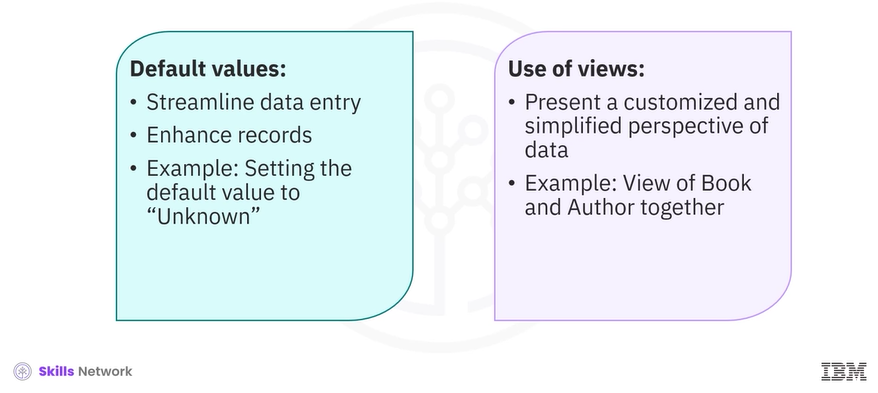 Default values:
• Streamline data entry
• Enhance records
• Example: Setting the
default value to
“Unknown”
Use of views:
• Present a customized and
simplified perspective of
data
• Example: View of Book
and Author together
Skills Network
IBM